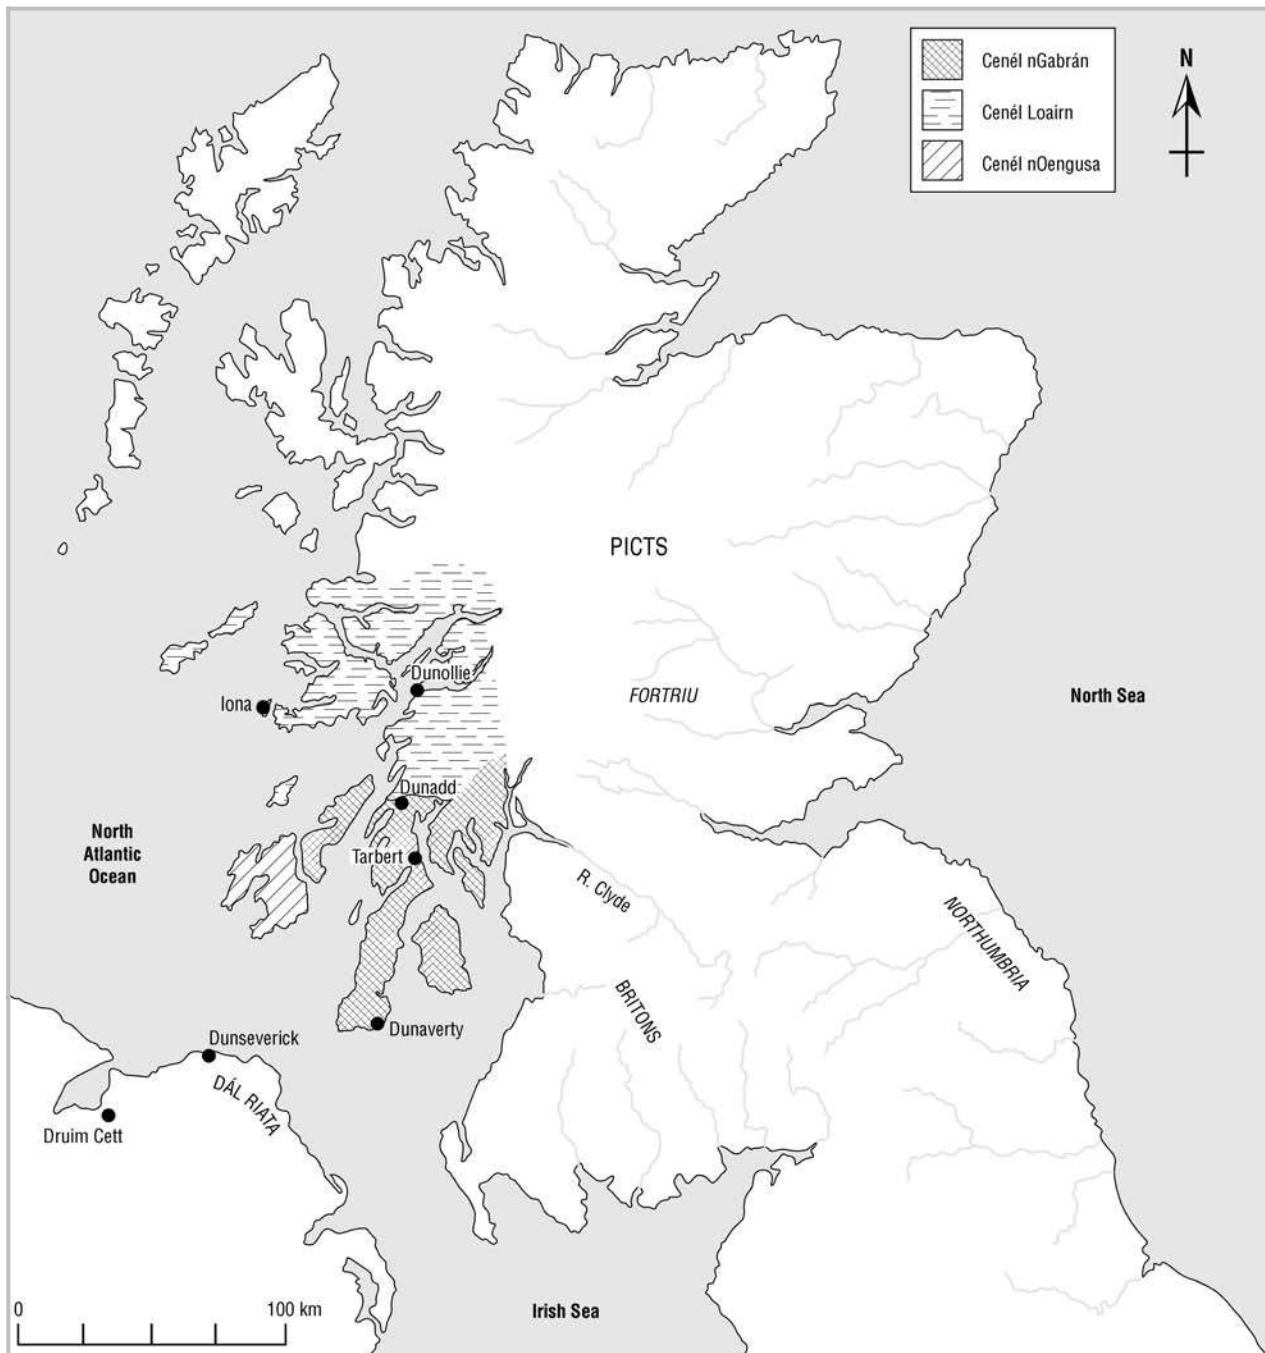 Cenél nGabrán
Cenél Loairn
Cenél nOengusa
N
PICTS
Dunollie
Iona
FORTRIU
North Sea
Dunadd
North
Atlantic
Ocean
Tarbert
R. Clyde
NORTHUMBRIA
BRITONS
Dunaverty
Dunseverick
DÁL RIATA
Druim Cett
0
100 km
Irish Sea